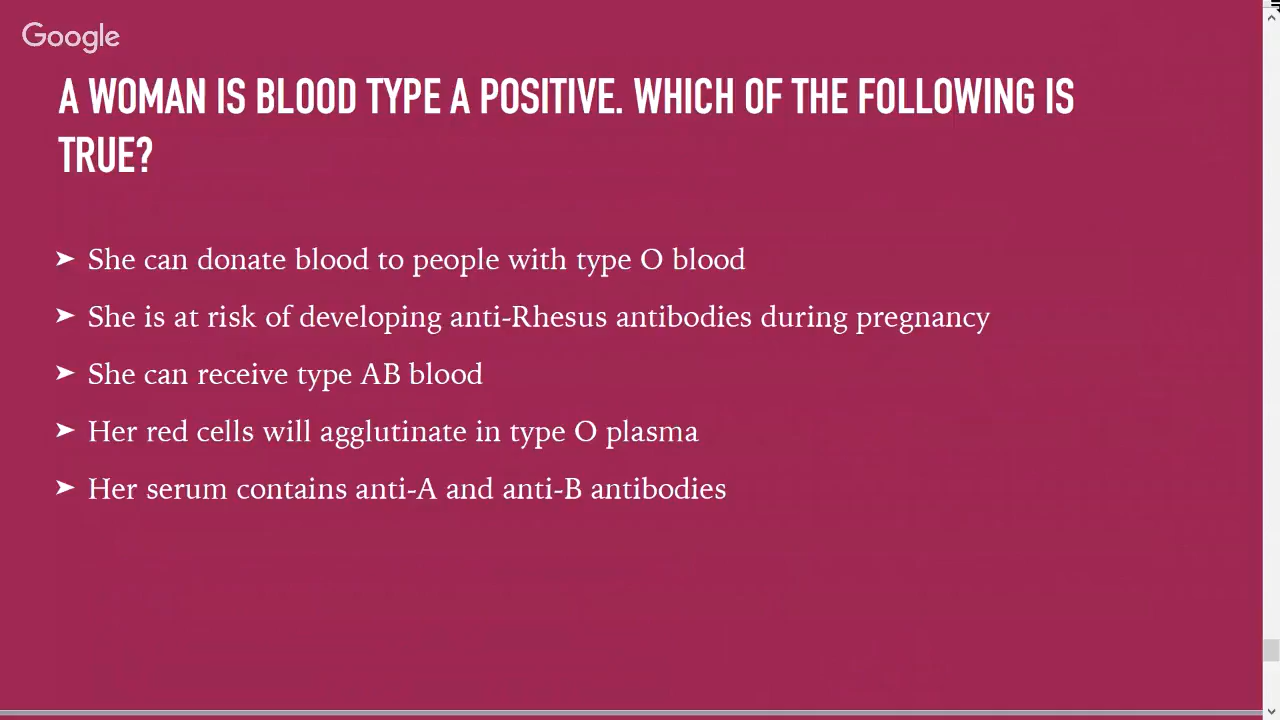 Google
A WOMAN IS BLOOD TYPE A POSITIVE. WHICH OF THE FOLLOWING IS
TRUE?
➤ She can donate blood to people with type O blood
➤ She is at risk of developing anti-Rhesus antibodies during pregnancy
➤ She can receive type AB blood
➤ Her red cells will agglutinate in type O plasma
➤ Her serum contains anti-A and anti-B antibodies